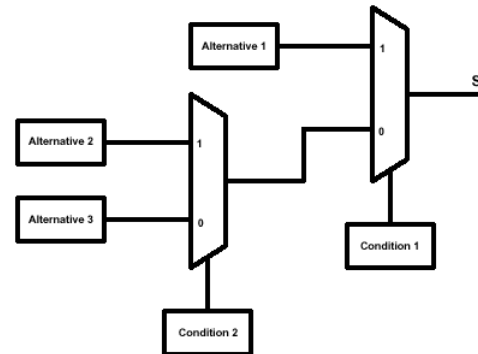 Alternative 1
1
S
Alternative 2
1
0
Alternative 3
0
Condition 1
Condition 2